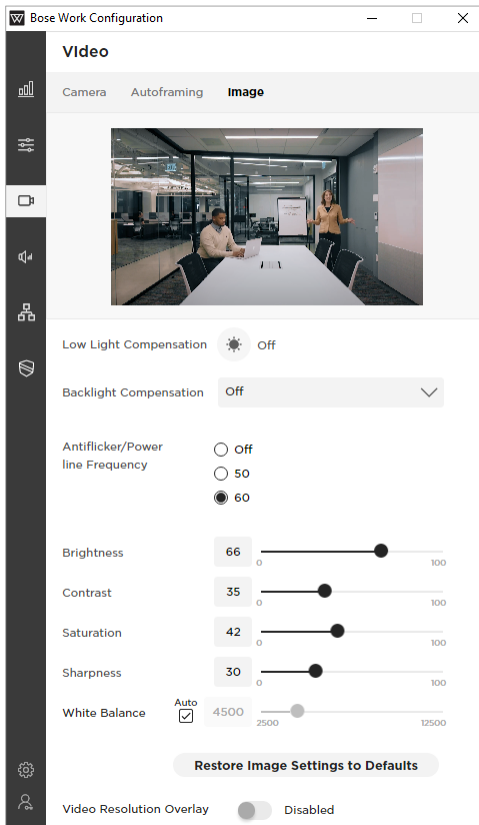 Bose Work Configuration
VIdeo
Camera Autoframing Image
Low Light Compensation Off
Backlight Compensation Off
Antiflicker/Power
line Frequency
Off
50
60
Brightness 66
0 100
Contrast 35
0 100
Saturation 42
0 100
Sharpness 30
0 100
White Balance Auto 4500
2500 12500
Restore Image Settings to Defaults
Video Resolution Overlay Disabled